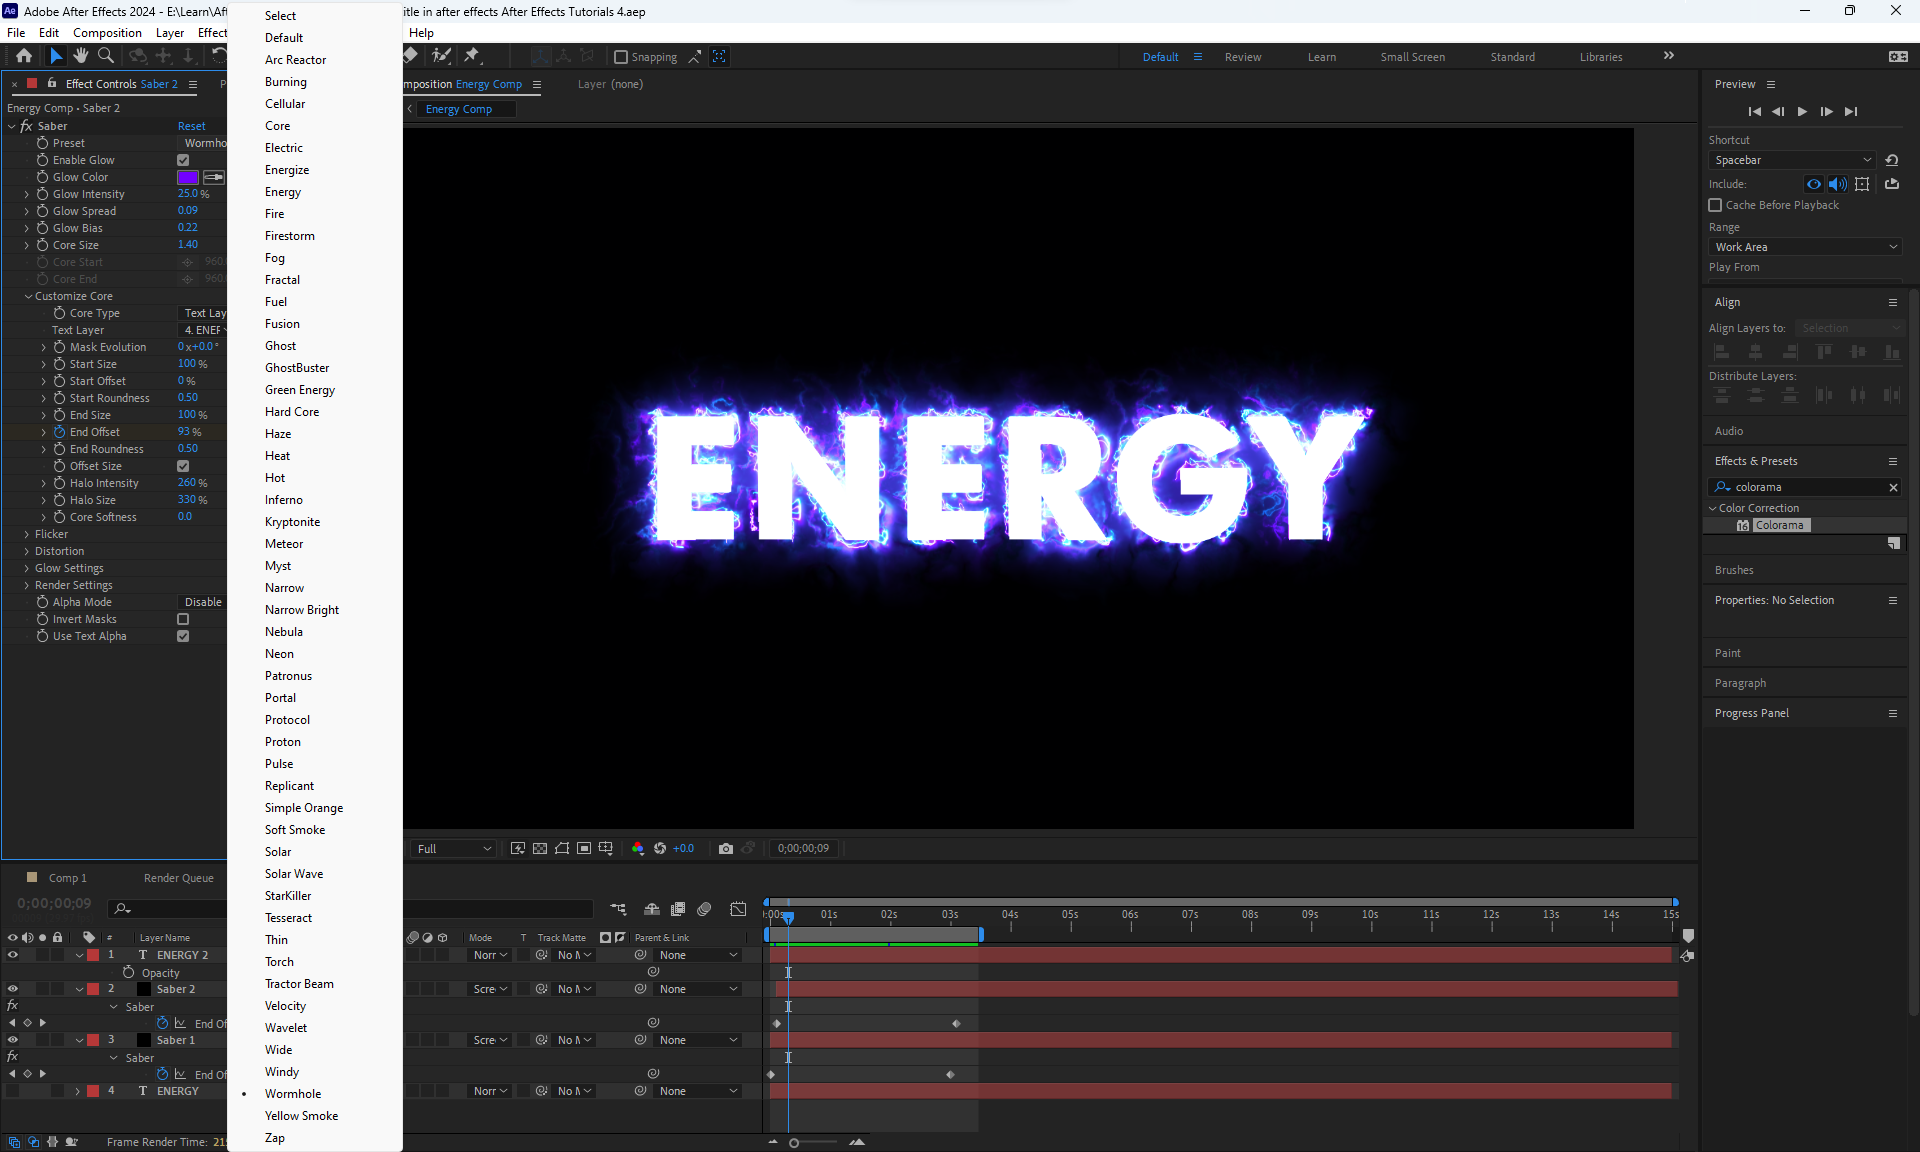 Adobe After Effects 2024 - E:\Learn\Af
itle in after effects After Effects Tutorials 4.aep
File Edit Composition Layer Effect Help
Snapping
Default Review Learn Small Screen Standard Libraries
Effect Controls Saber 2
Energy Comp • Saber 2
Saber Reset
Preset Wormho
Enable Glow
Glow Color
Glow Intensity 25.0 %
Glow Spread 0.09
Glow Bias 0.22
Core Size 1.40
Core Start 960.
Core End 960.
Customize Core
Core Type Text Lay
Text Layer 4. ENEF
Mask Evolution 0x+0.0°
Start Size 100 %
Start Offset 0 %
Start Roundness 0.50
End Size 100 %
End Offset 93 %
End Roundness 0.50
Offset Size
Halo Intensity 260 %
Halo Size 330 %
Core Softness 0.0
Flicker
Distortion
Glow Settings
Render Settings
Alpha Mode Disable
Invert Masks
Use Text Alpha
Select
Default
Arc Reactor
Burning
Cellular
Core
Electric
Energize
Energy
Fire
Firestorm
Fog
Fractal
Fuel
Fusion
Ghost
GhostBuster
Green Energy
Hard Core
Haze
Heat
Hot
Inferno
Kryptonite
Meteor
Myst
Narrow
Narrow Bright
Nebula
Neon
Patronus
Portal
Protocol
Proton
Pulse
Replicant
Simple Orange
Soft Smoke
Solar
Solar Wave
StarKiller
Tesseract
Thin
Torch
Tractor Beam
Velocity
Wavelet
Wide
Windy
Wormhole
Yellow Smoke
Zap
mposition Energy Comp
Layer (none)
Energy Comp
ENERGY
Full +0.0 0;00;00;09
Preview
Shortcut
Spacebar
Include:
Cache Before Playback
Range
Work Area
Play From
Align
Align Layers to: Selection
Distribute Layers:
Audio
Effects & Presets
colorama
Color Correction
Colorama
Brushes
Properties: No Selection
Paint
Paragraph
Progress Panel
Comp 1 Render Queue
0;00;00;09
# Layer Name Mode T Track Matte Parent & Link
:00s 01s 02s 03s 04s 05s 06s 07s 08s 09s 10s 11s 12s 13s 14s 15s
1 T ENERGY 2 Norr No M None
Opacity
2 Saber 2 Scre No M None
fx Saber
End Of
3 Saber 1 Scre No M None
fx Saber
End Of
4 T ENERGY Norr No M None
Frame Render Time: 21